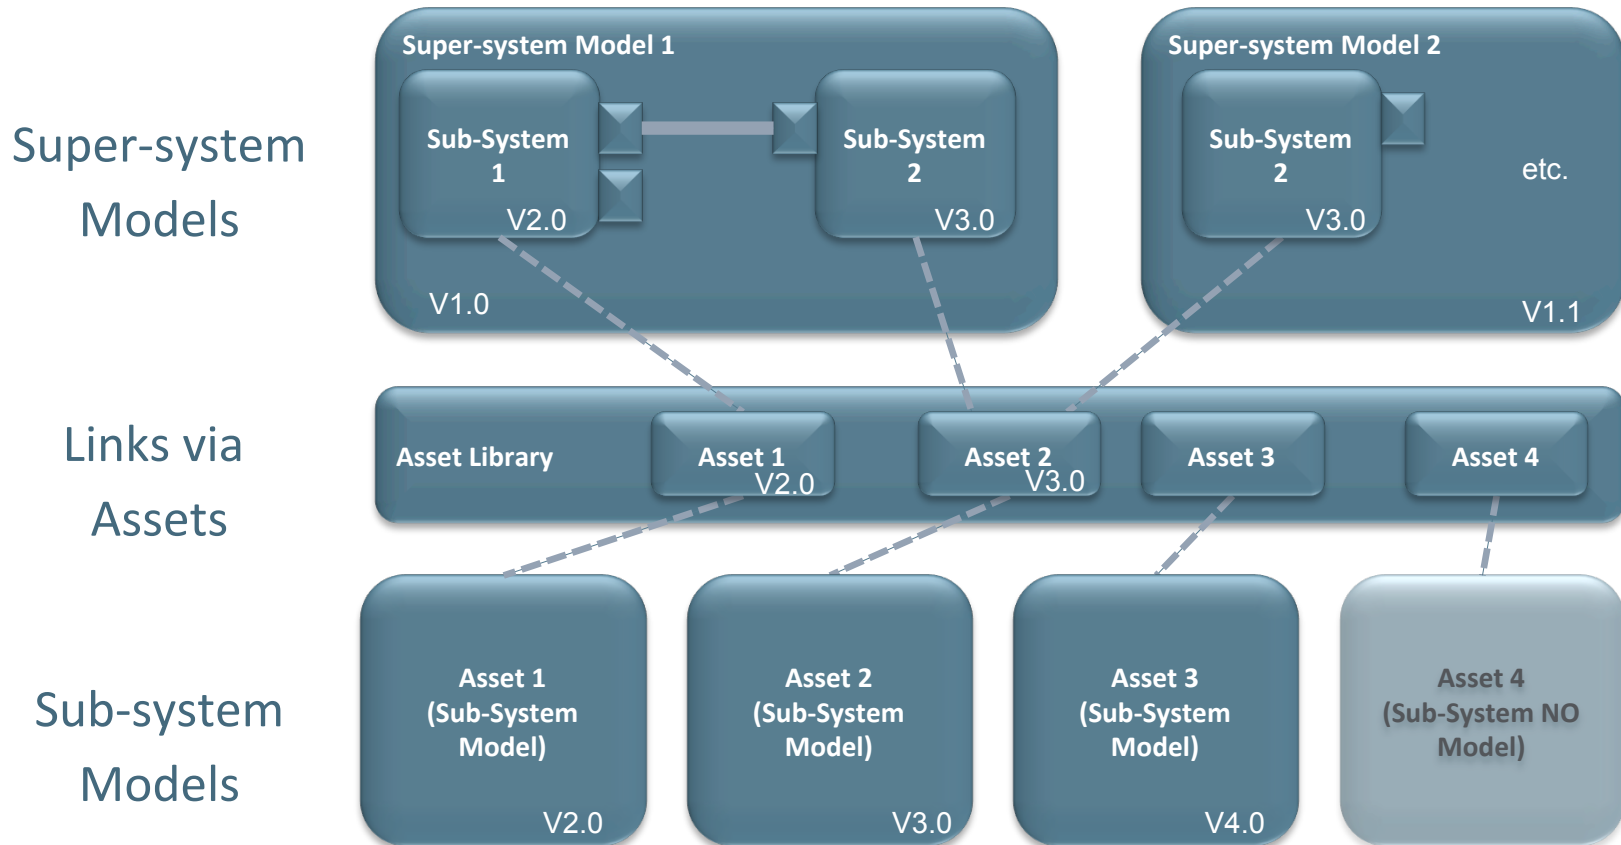 Super-system
Models
Super-system Model 1
Sub-System
1
V2.0
Sub-System
2
V3.0
V1.0
Super-system Model 2
Sub-System
2
V3.0
etc.
V1.1
Links via
Assets
Asset Library
Asset 1
V2.0
Asset 2
V3.0
Asset 3
Asset 4
Sub-system
Models
Asset 1
(Sub-System
Model)
V2.0
Asset 2
(Sub-System
Model)
V3.0
Asset 3
(Sub-System
Model)
V4.0
Asset 4
(Sub-System NO
Model)